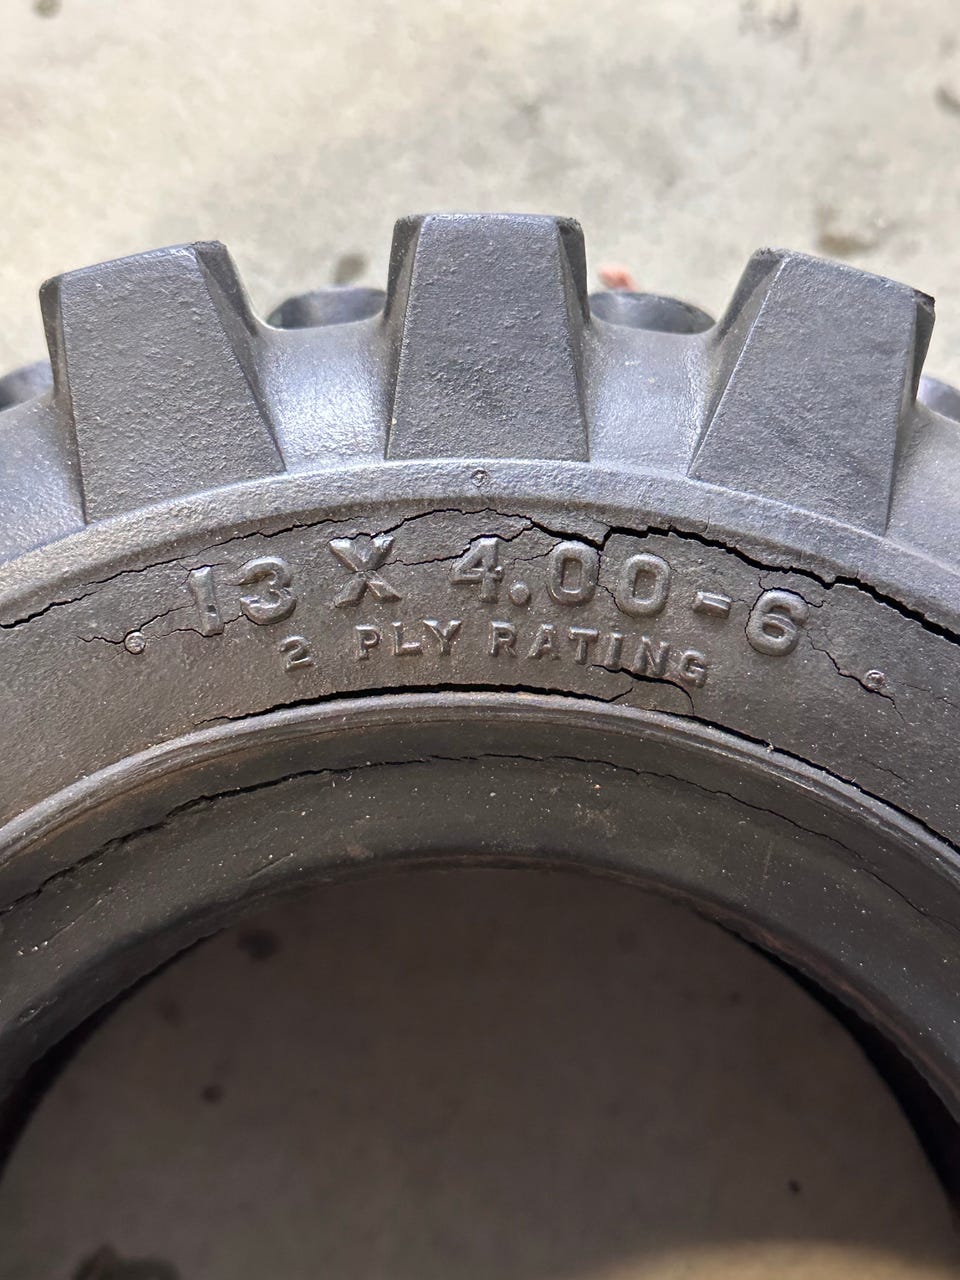 13 X 4.00-6
2 PLY RATING